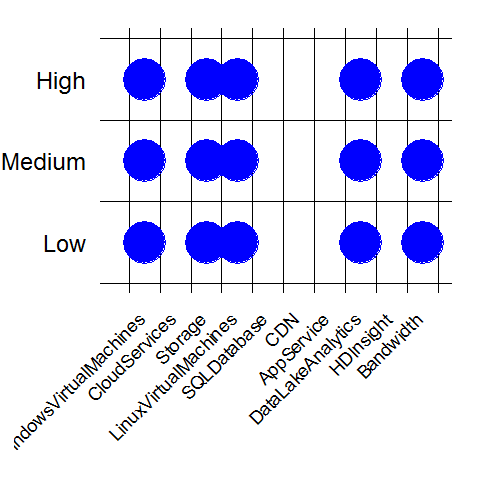 High
Medium
Low
ndowsVirtualMachines
CloudServices
Storage
LinuxVirtualMachines
SQLDatabase
CDN
AppService
DataLakeAnalytics
HDInsight
Bandwidth